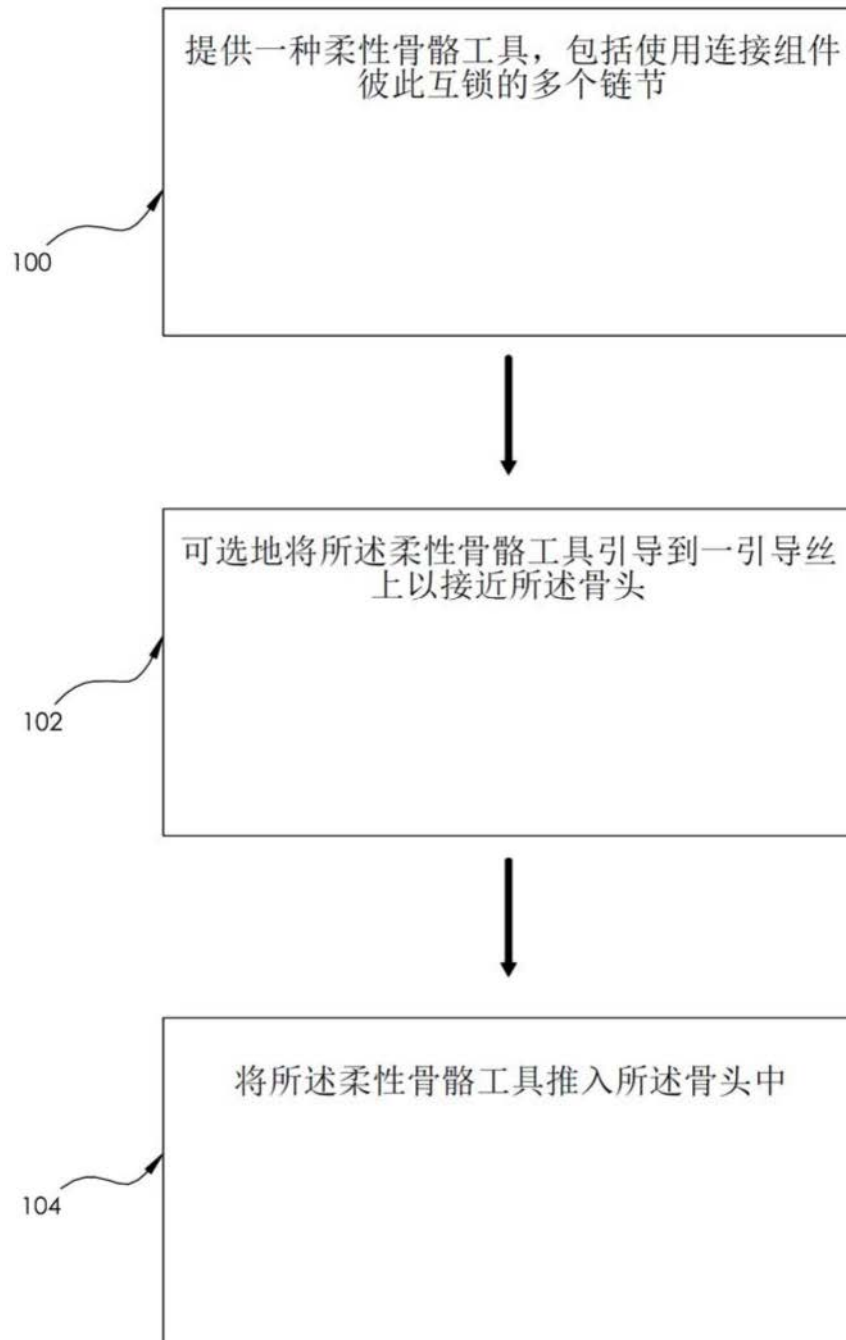 提供一种柔性骨骼工具，包括使用连接组件
彼此互锁的多个链节
100
可选地将所述柔性骨骼工具引导到一引导丝
上以接近所述骨头
102
将所述柔性骨骼工具推入所述骨头中
104